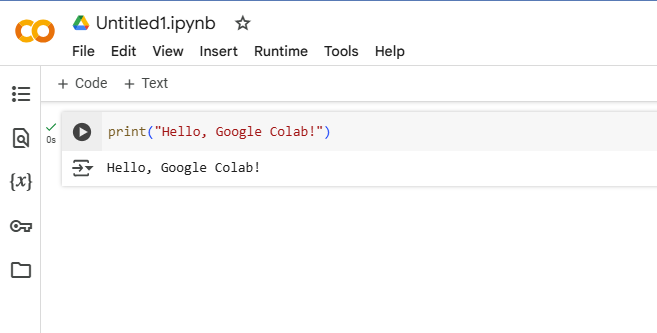 Untitled1.ipynb
File Edit View Insert Runtime Tools Help
+ Code + Text
print("Hello, Google Colab!")
0s
Hello, Google Colab!
{x}